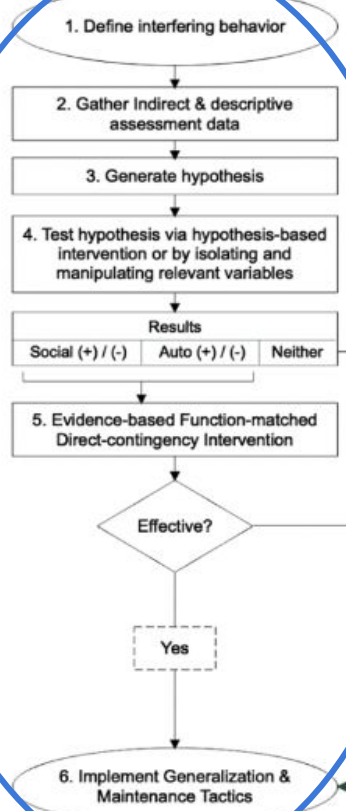 1. Define interfering behavior
2. Gather Indirect & descriptive
assessment data
3. Generate hypothesis
4. Test hypothesis via hypothesis-based
intervention or by isolating and
manipulating relevant variables
Results
Social (+) / (-) Auto (+) / (-) Neither
5. Evidence-based Function-matched
Direct-contingency Intervention
Effective?
Yes
6. Implement Generalization &
Maintenance Tactics